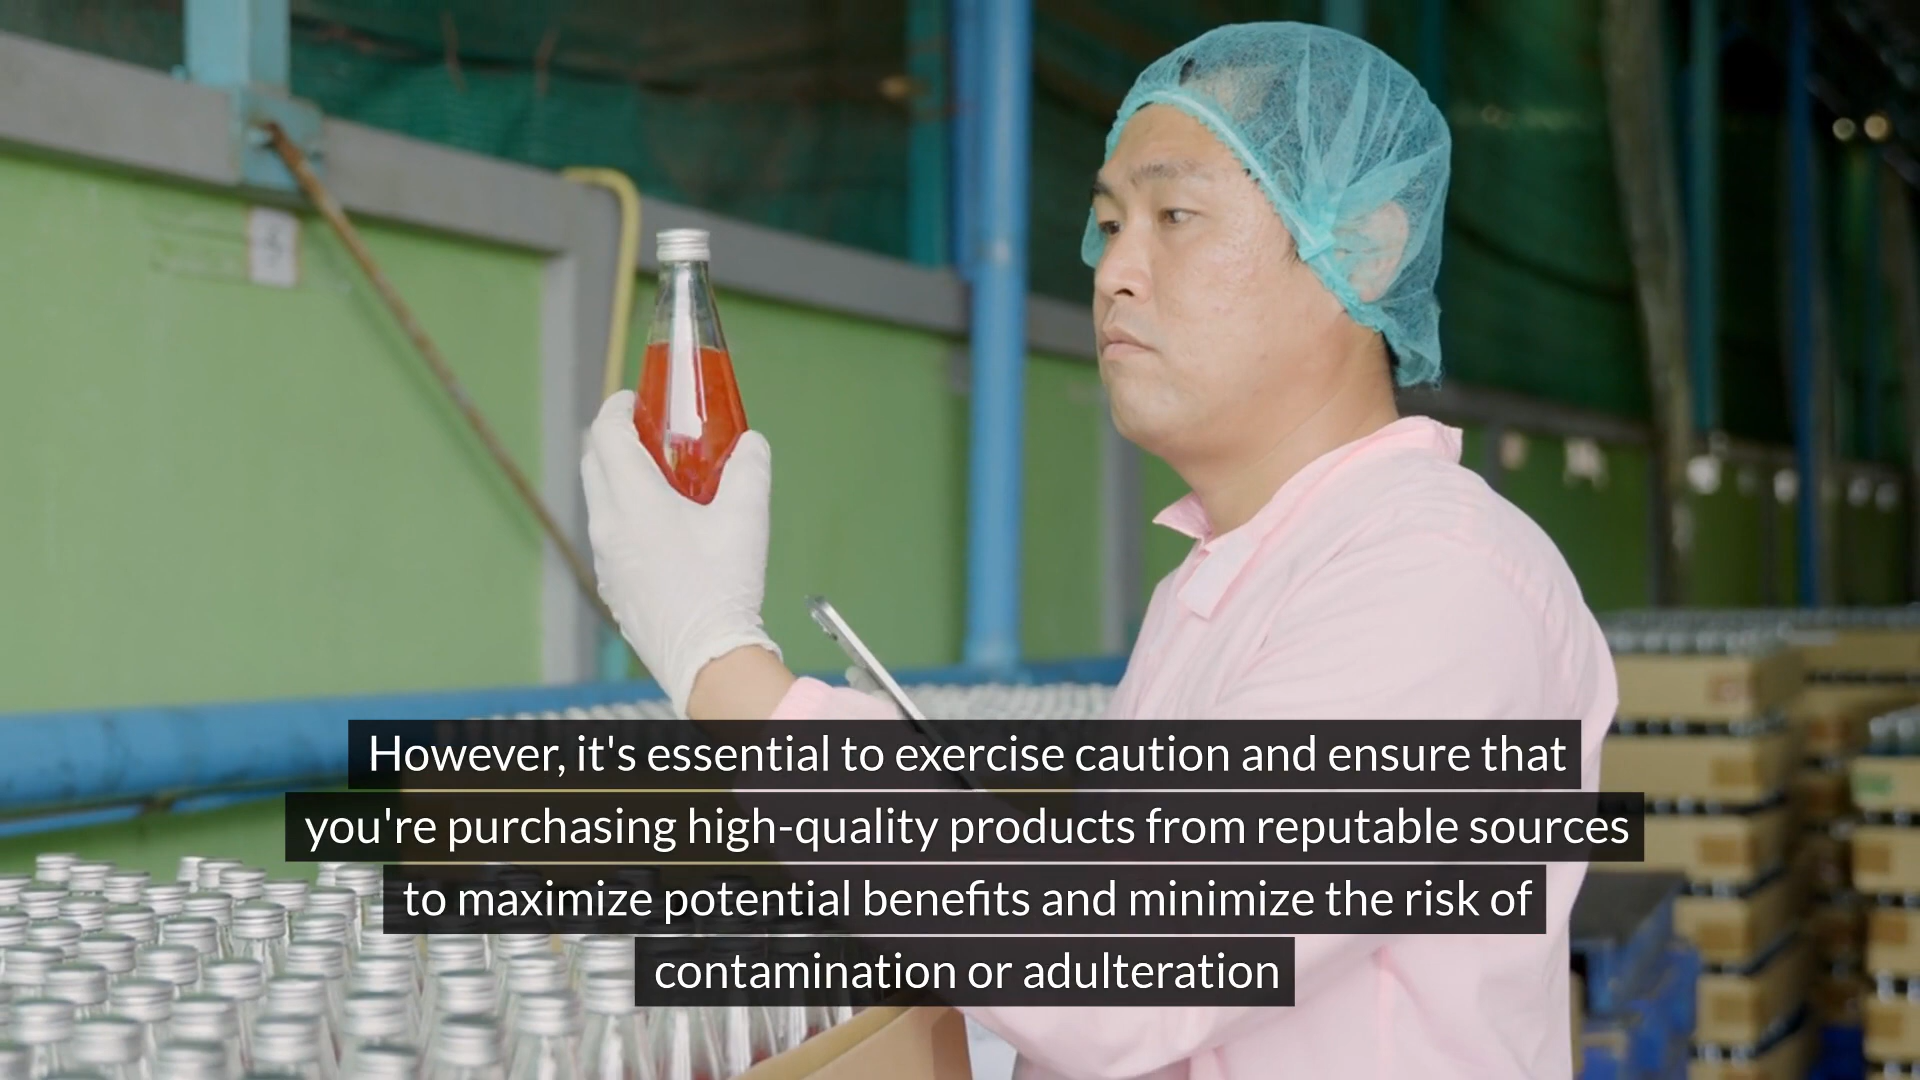 However, it's essential to exercise caution and ensure that
you're purchasing high-quality products from reputable sources
to maximize potential benefits and minimize the risk of
contamination or adulteration